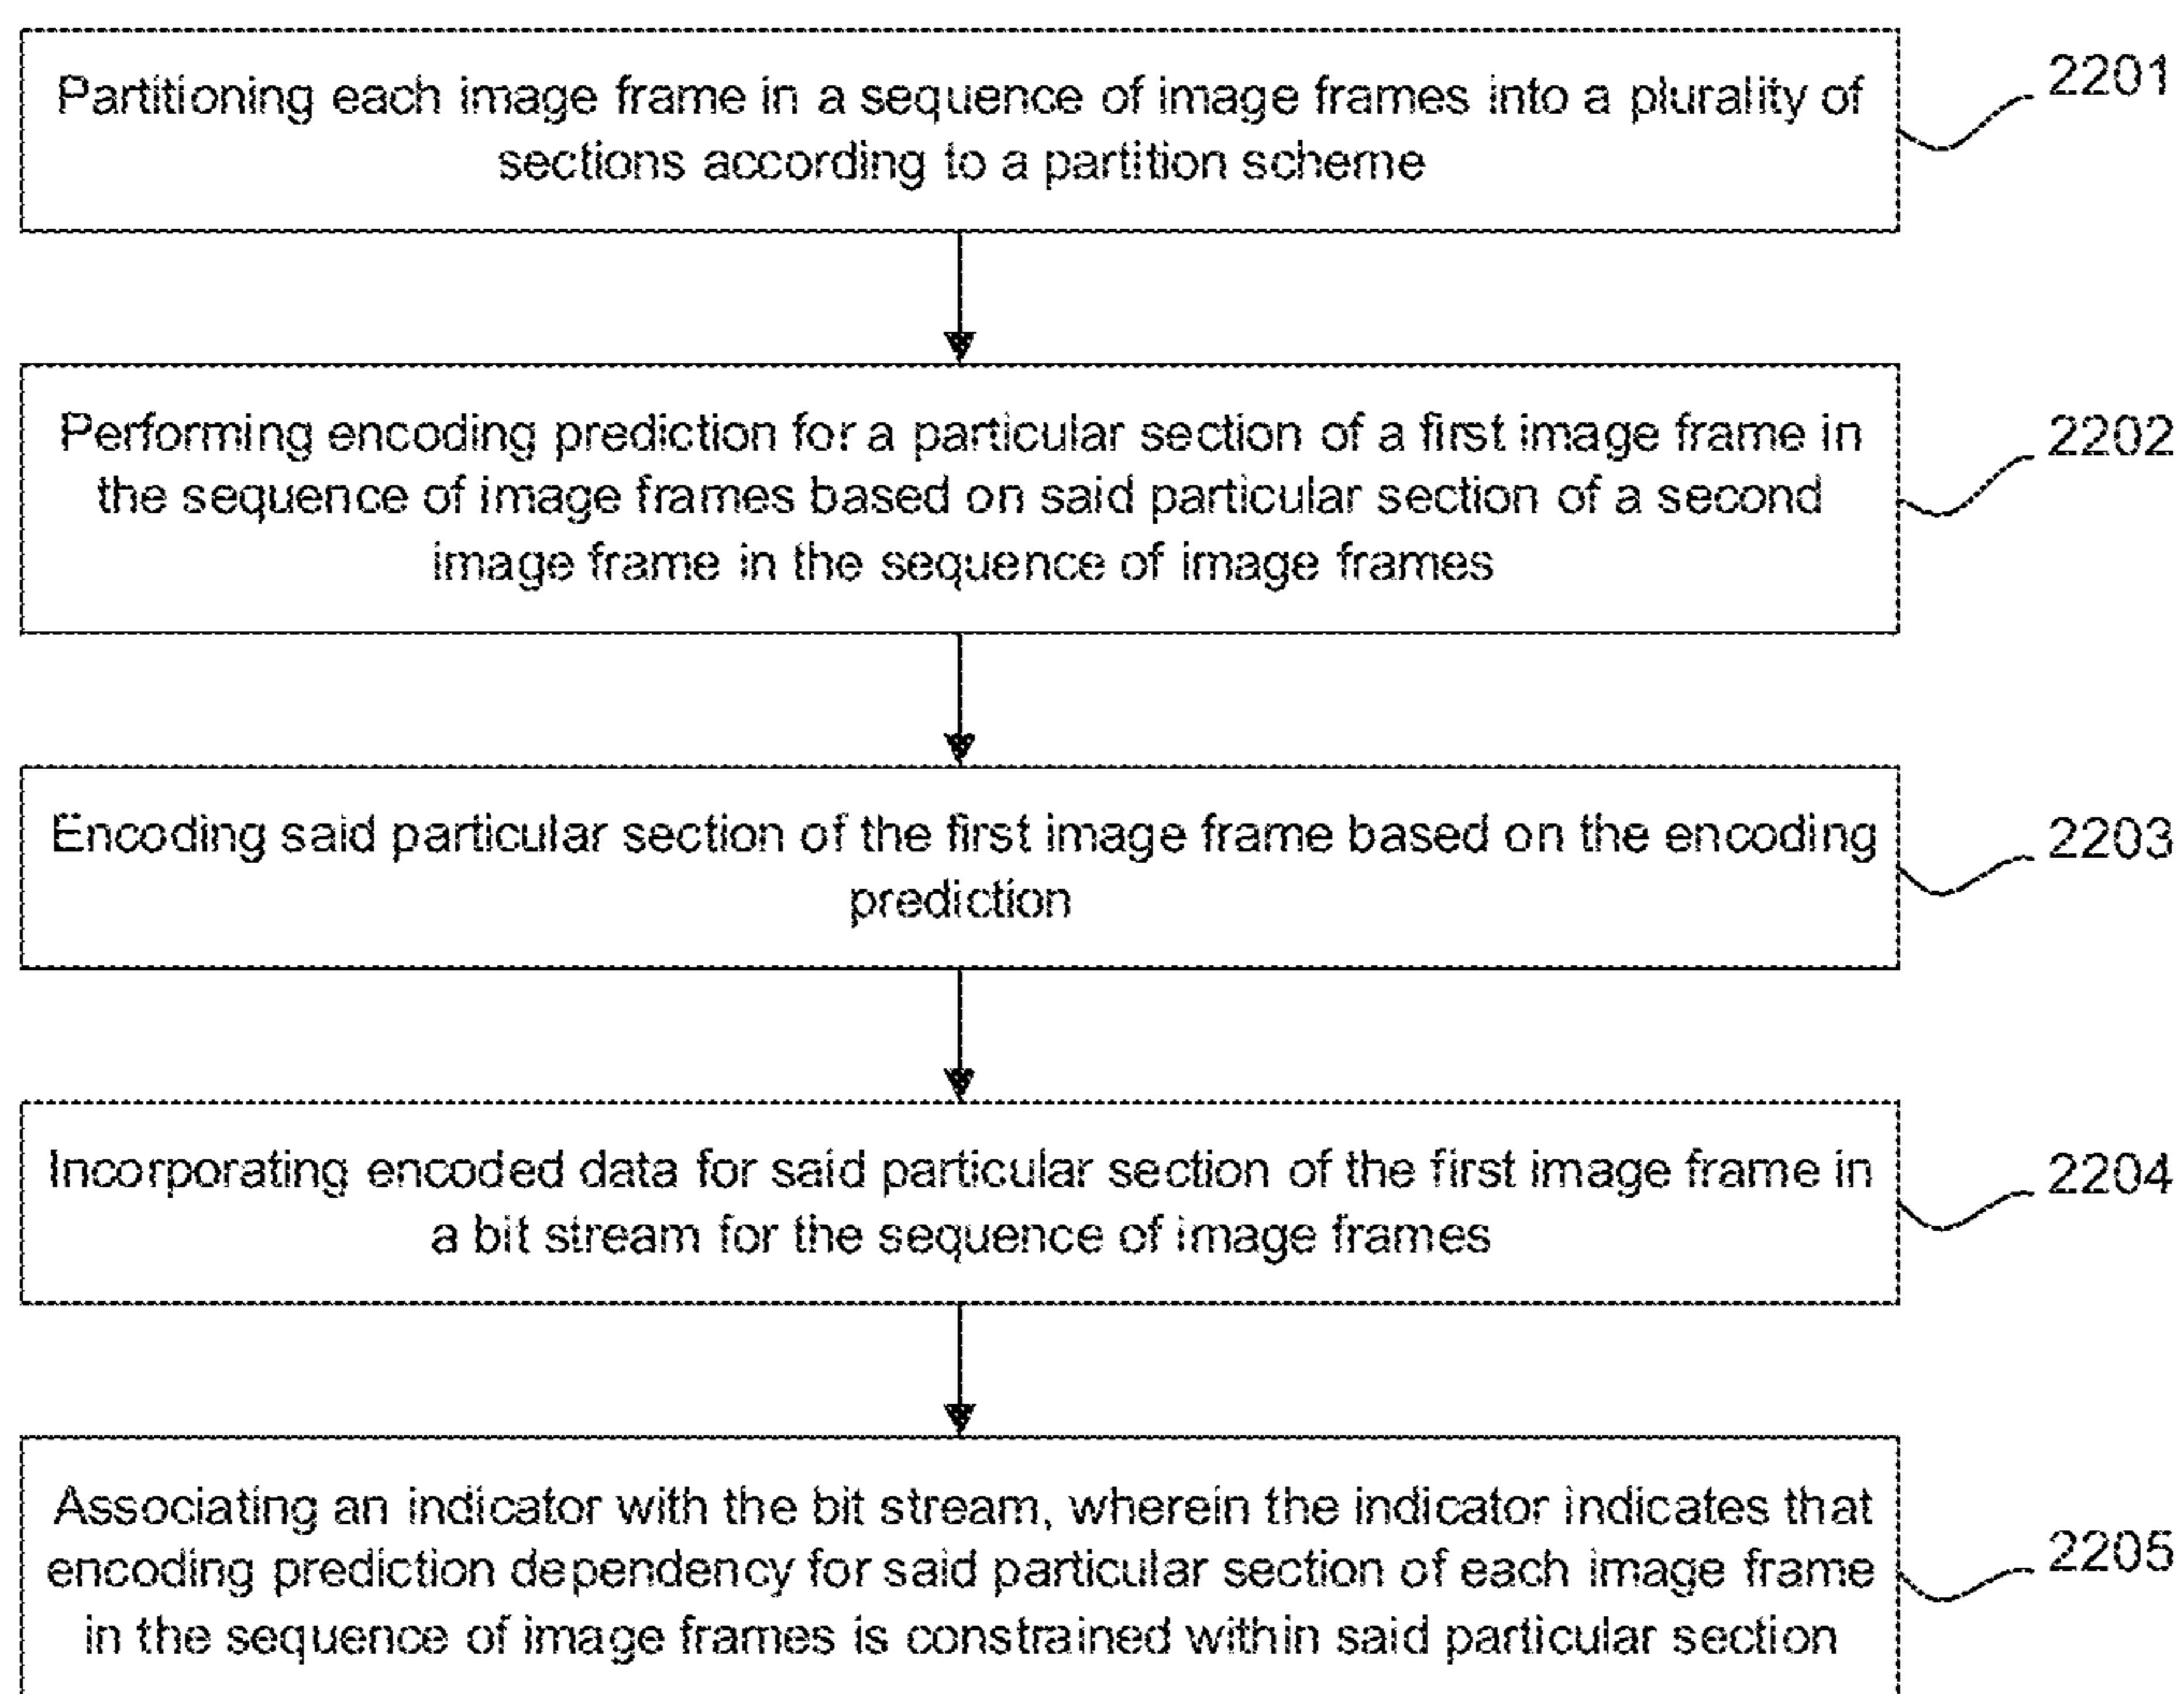 Partitioning each image frame in a sequence of image frames into a plurality of
sections according to a partition scheme
2201
Performing encoding prediction for a particular section of a first image frame in
the sequence of image frames based on said particular section of a second
image frame in the sequence of image frames
2202
Encoding said particular section of the first image frame based on the encoding
prediction
2203
Incorporating encoded data for said particular section of the first image frame in
a bit stream for the sequence of image frames
2204
Associating an indicator with the bit stream, wherein the indicator indicates that
encoding prediction dependency for said particular section of each image frame
in the sequence of image frames is constrained within said particular section
2205